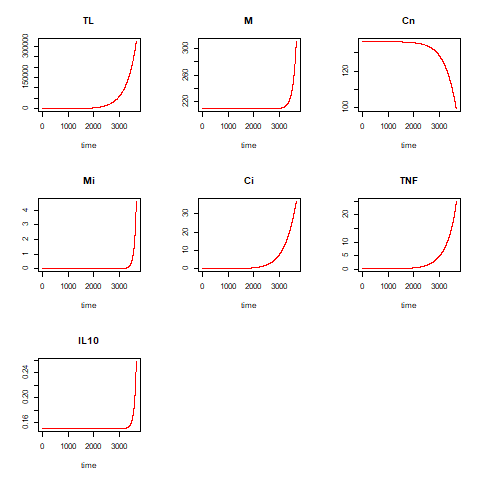 TL M Cn
0 150000 300000
220 260 300
100 120
0 1000 2000 3000
0 1000 2000 3000
0 1000 2000 3000
time time time
Mi Ci TNF
0 1 2 3 4
0 10 20 30
0 5 10 20
0 1000 2000 3000
0 1000 2000 3000
0 1000 2000 3000
time time time
IL10
0.16 0.20 0.24
0 1000 2000 3000
time